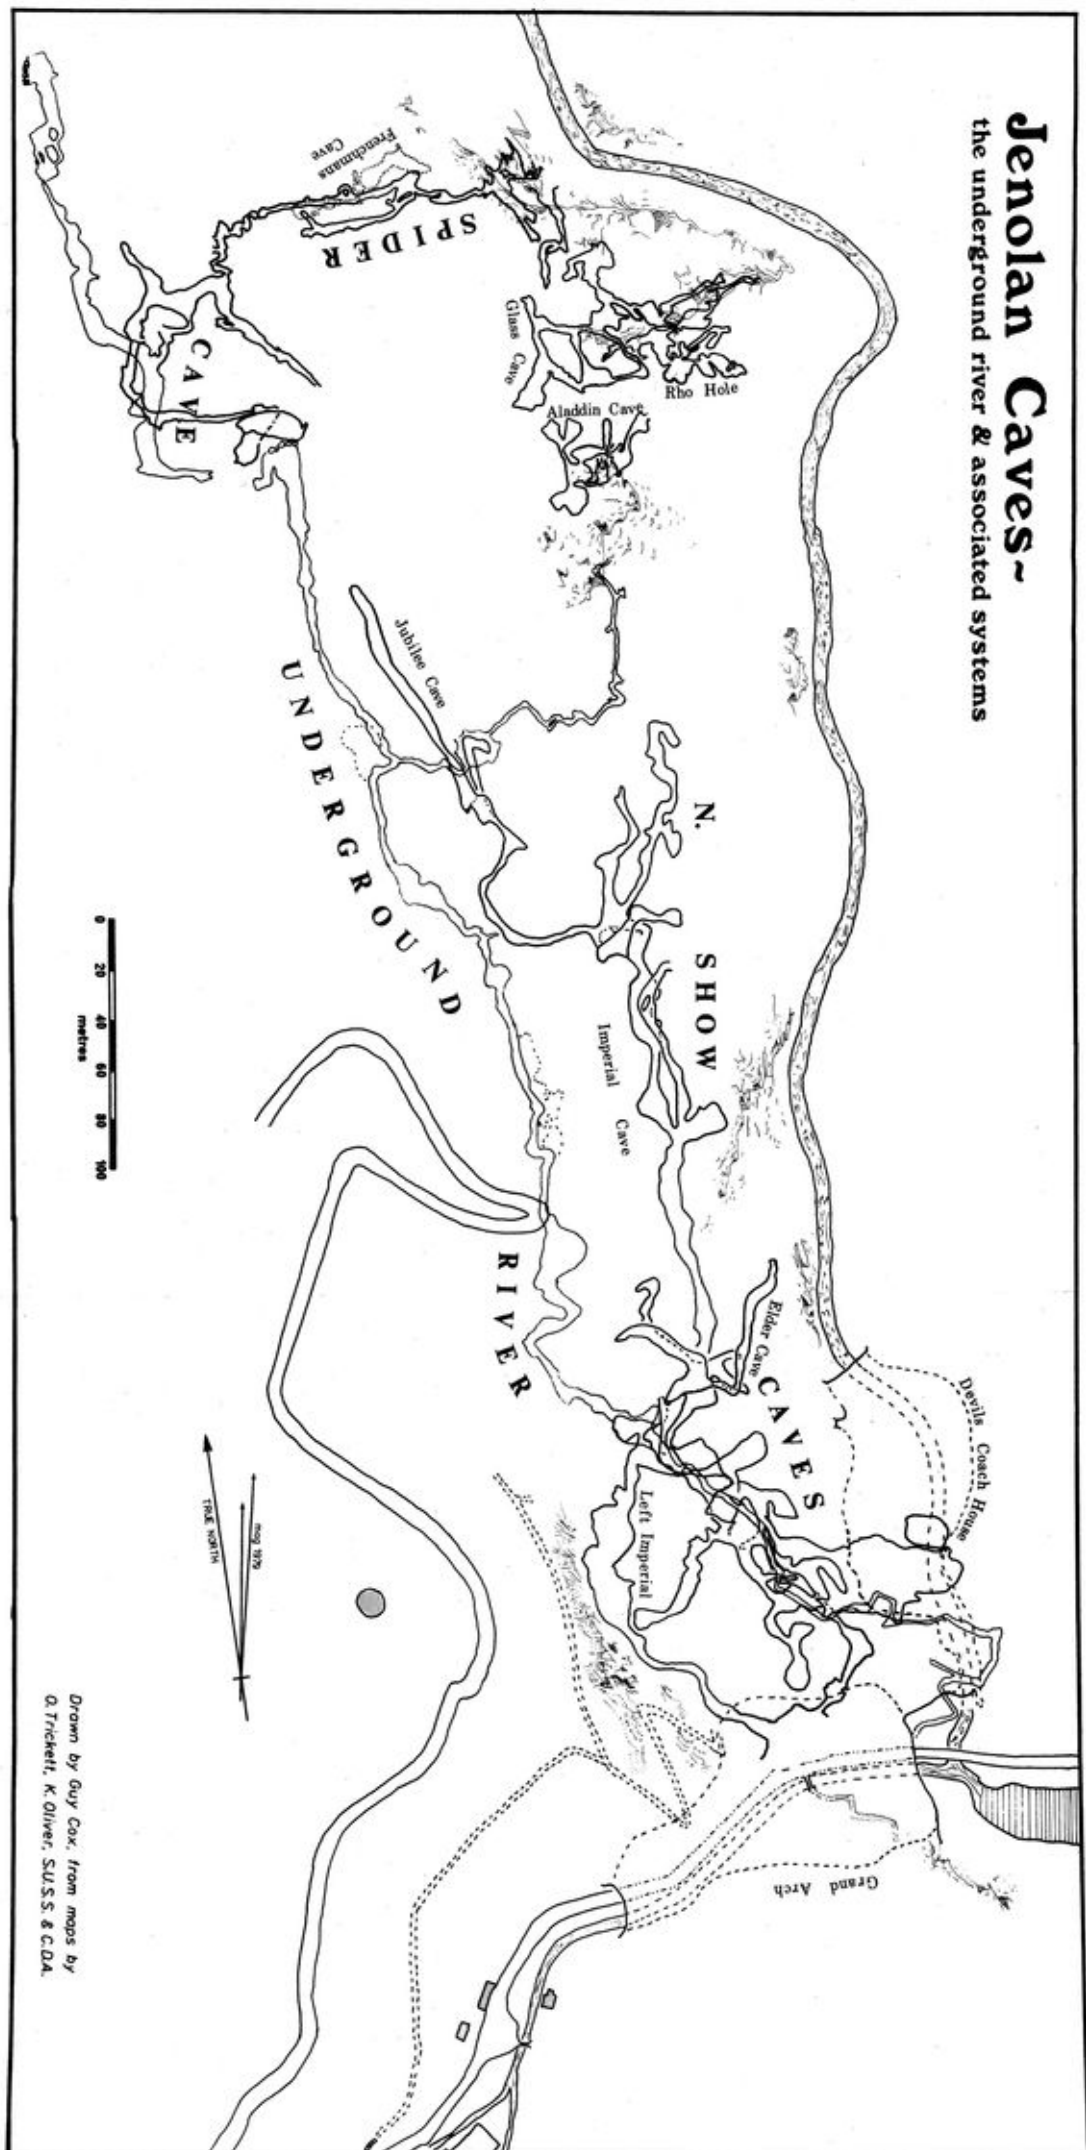 Jenolan Caves~
the underground river & associated systems
Frenchmans
Cave
SPIDER
CAVE
Glass Cave
Rho Hole
Aladdin Cave
Jubilee Cave
UNDERGROUND
RIVER
N. SHOW
CAVES
Imperial Cave
Elder Cave
Devils Coach House
Left Imperial
Grand Arch
0 20 40 60 80 100
metres
mag 1979
TRUE NORTH
Drawn by Guy Cox, from maps by
O.Trickett, K.Oliver, S.U.S.S. & C.D.A.